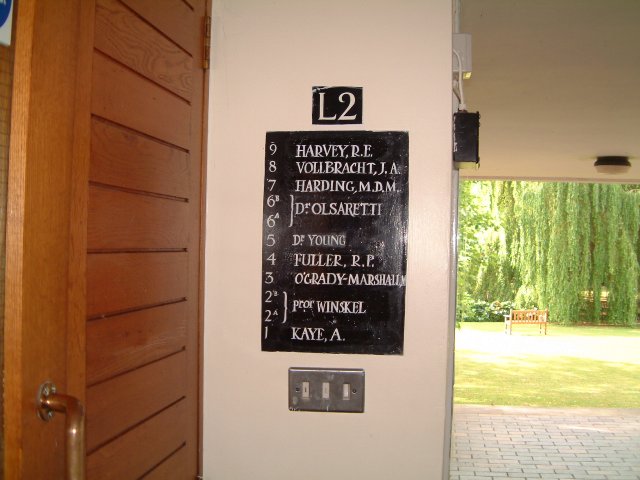 L2
9 HARVEY, R.E.
8 VOLLBRACHT, J.A.
7 HARDING, M.D.M.
6B
6A Dr OLSARETTI
5 Dr YOUNG
4 FULLER, R.P.
3 O'GRADY-MARSHALL
2B
2A Prof WINSKEL
1 KAYE, A.